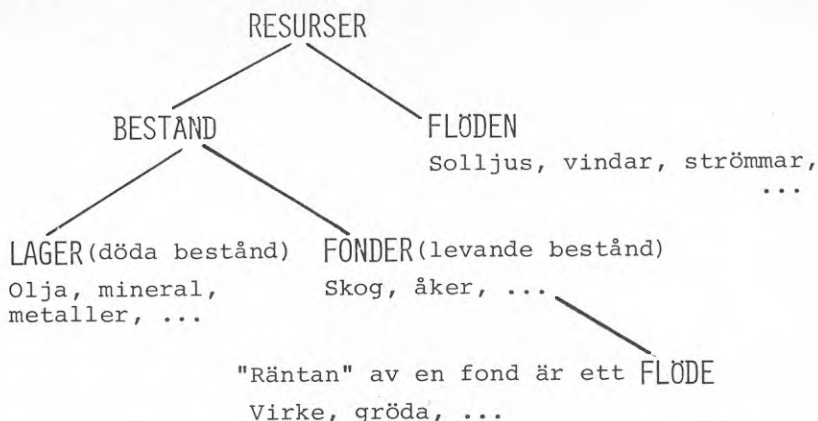 RESURSER
BESTÅND
FLÖDEN
Solljus, vindar, strömmar,
...
LAGER (döda bestånd)
Olja, mineral,
metaller, ...
FONDER (levande bestånd)
Skog, åker, ...
"Räntan" av en fond är ett FLÖDE
Virke, gröda, ...